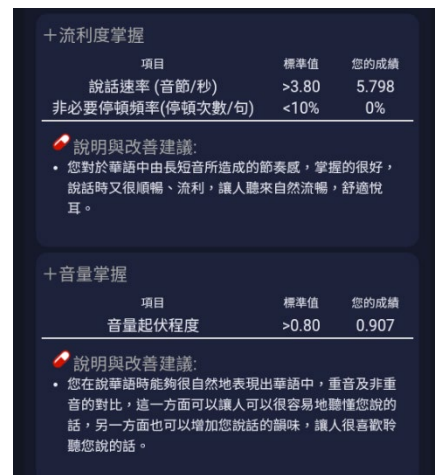 ＋流利度掌握
項目 標準值 您的成績
說話速率 (音節/秒) >3.80 5.798
非必要停頓頻率(停頓次數/句) <10% 0%
說明與改善建議:
• 您對於華語中由長短音所造成的節奏感，掌握的很好，
說話時又很順暢、流利，讓人聽來自然流暢，舒適悅
耳。
＋音量掌握
項目 標準值 您的成績
音量起伏程度 >0.80 0.907
說明與改善建議:
• 您在說華語時能夠很自然地表現出華語中，重音及非重
音的對比，這一方面可以讓人可以很容易地聽懂您說的
話，另一方面也可以增加您說話的韻味，讓人很喜歡聆
聽您說的話。